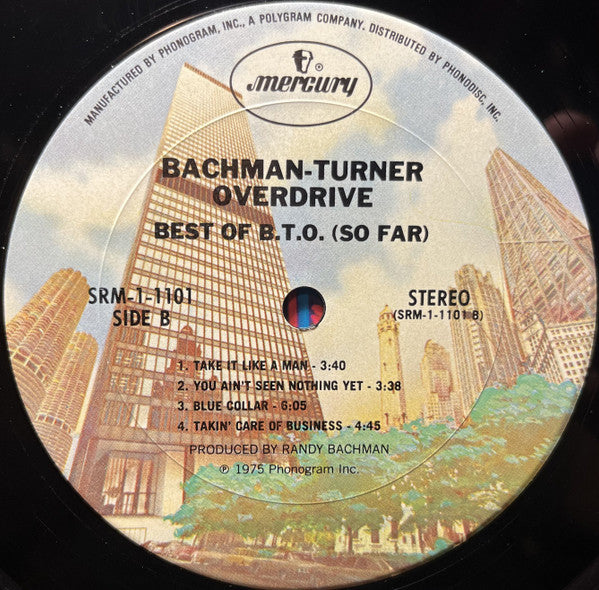 MANUFACTURED BY PHONOGRAM, INC., A POLYGRAM COMPANY. DISTRIBUTED BY PHONODISC, INC.
®
mercury
BACHMAN-TURNER
OVERDRIVE
BEST OF B.T.O. (SO FAR)
SRM-1-1101
SIDE B
STEREO
(SRM-1-1101 B)
1. TAKE IT LIKE A MAN - 3:40
2. YOU AIN'T SEEN NOTHING YET - 3:38
3. BLUE COLLAR - 6:05
4. TAKIN' CARE OF BUSINESS - 4:45
PRODUCED BY RANDY BACHMAN
℗ 1975 Phonogram Inc.